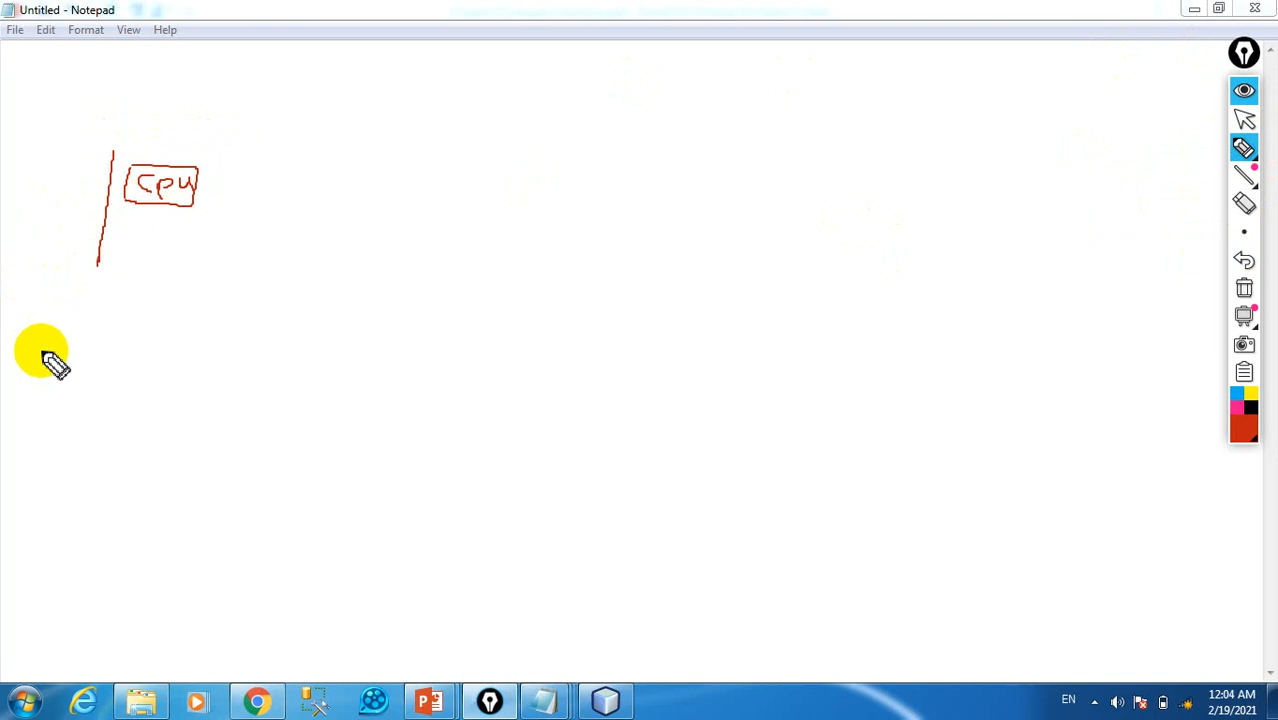 Untitled - Notepad
File Edit Format View Help
CPU
EN
12:04 AM
2/19/2021